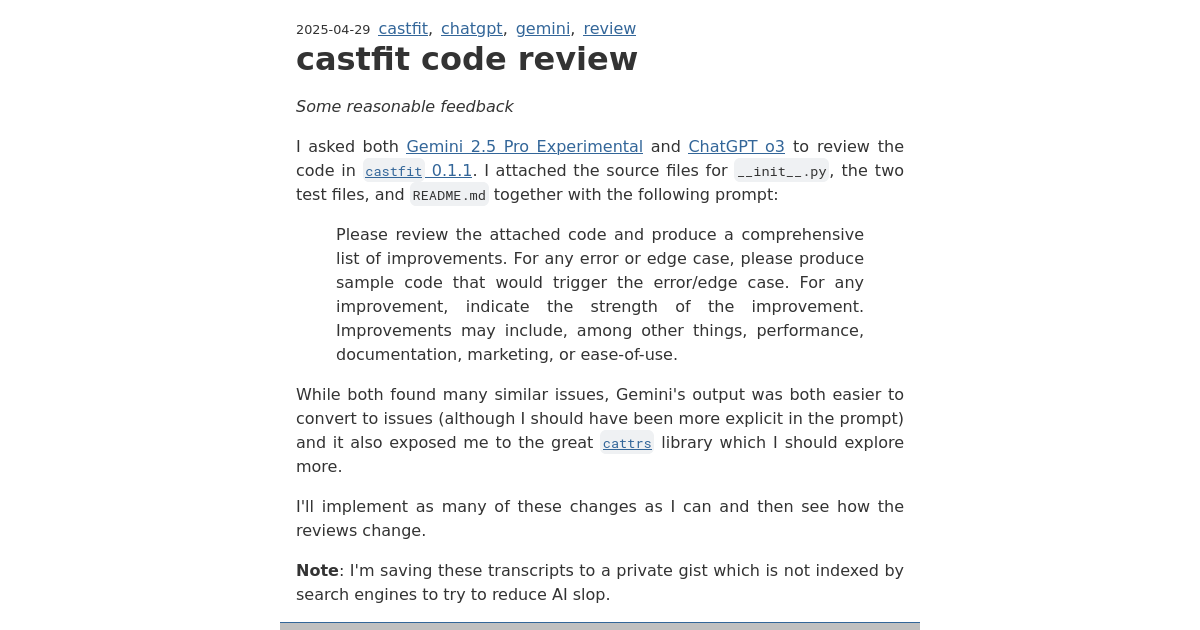 2025-04-29 castfit, chatgpt, gemini, review
castfit code review
Some reasonable feedback
I asked both Gemini 2.5 Pro Experimental and ChatGPT o3 to review the
code in castfit 0.1.1. I attached the source files for __init__.py, the two
test files, and README.md together with the following prompt:
Please review the attached code and produce a comprehensive
list of improvements. For any error or edge case, please produce
sample code that would trigger the error/edge case. For any
improvement, indicate the strength of the improvement.
Improvements may include, among other things, performance,
documentation, marketing, or ease-of-use.
While both found many similar issues, Gemini's output was both easier to
convert to issues (although I should have been more explicit in the prompt)
and it also exposed me to the great cattrs library which I should explore
more.
I'll implement as many of these changes as I can and then see how the
reviews change.
Note: I'm saving these transcripts to a private gist which is not indexed by
search engines to try to reduce AI slop.